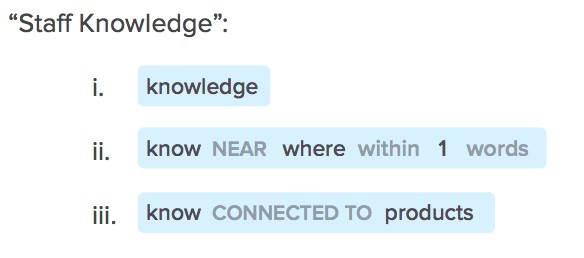 “Staff Knowledge”:
i. knowledge
ii. know NEAR where within 1 words
iii. know CONNECTED TO products